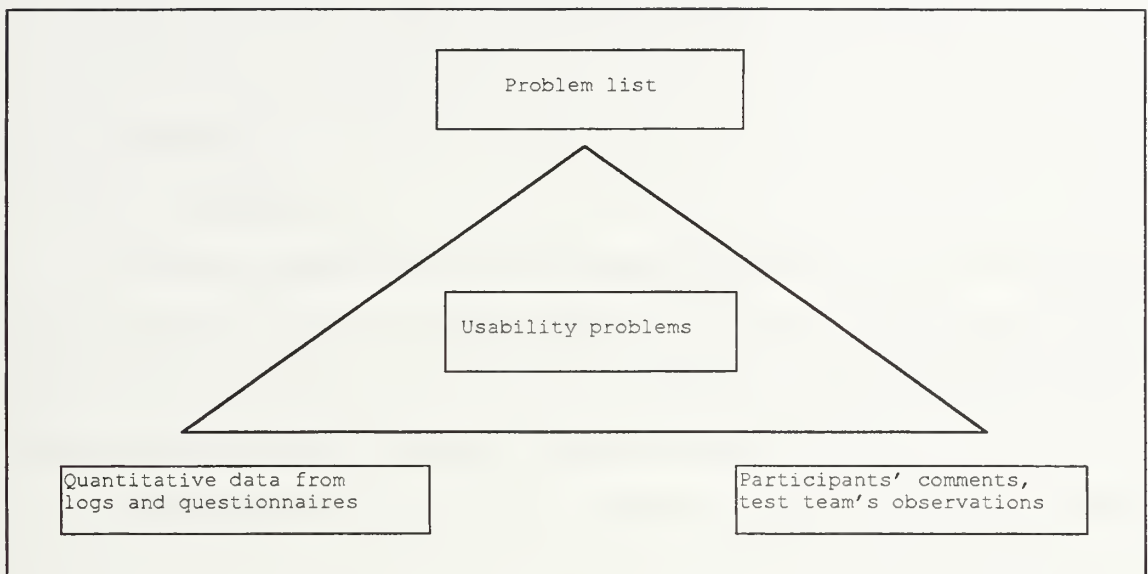 Problem list
Usability problems
Quantitative data from
logs and questionnaires
Participants' comments,
test team's observations